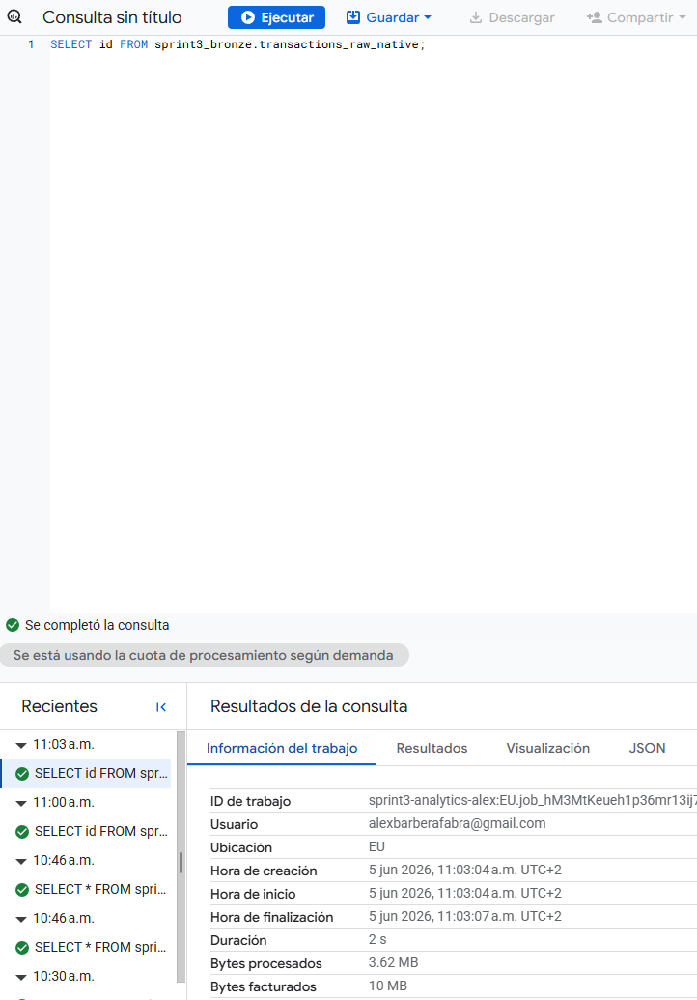 Consulta sin título Ejecutar Guardar Descargar Compartir
1 SELECT id FROM sprint3_bronze.transactions_raw_native;
Se completó la consulta
Se está usando la cuota de procesamiento según demanda
Recientes
11:03 a.m.
SELECT id FROM spr...
11:00 a.m.
SELECT id FROM spr...
10:46 a.m.
SELECT * FROM spri...
10:46 a.m.
SELECT * FROM spri...
10:30 a.m.
Resultados de la consulta
Información del trabajo Resultados Visualización JSON
ID de trabajo sprint3-analytics-alex:EU.job_hM3MtKeueh1p36mr13ij7
Usuario alexbarberafabra@gmail.com
Ubicación EU
Hora de creación 5 jun 2026, 11:03:04 a.m. UTC+2
Hora de inicio 5 jun 2026, 11:03:04 a.m. UTC+2
Hora de finalización 5 jun 2026, 11:03:07 a.m. UTC+2
Duración 2 s
Bytes procesados 3.62 MB
Bytes facturados 10 MB